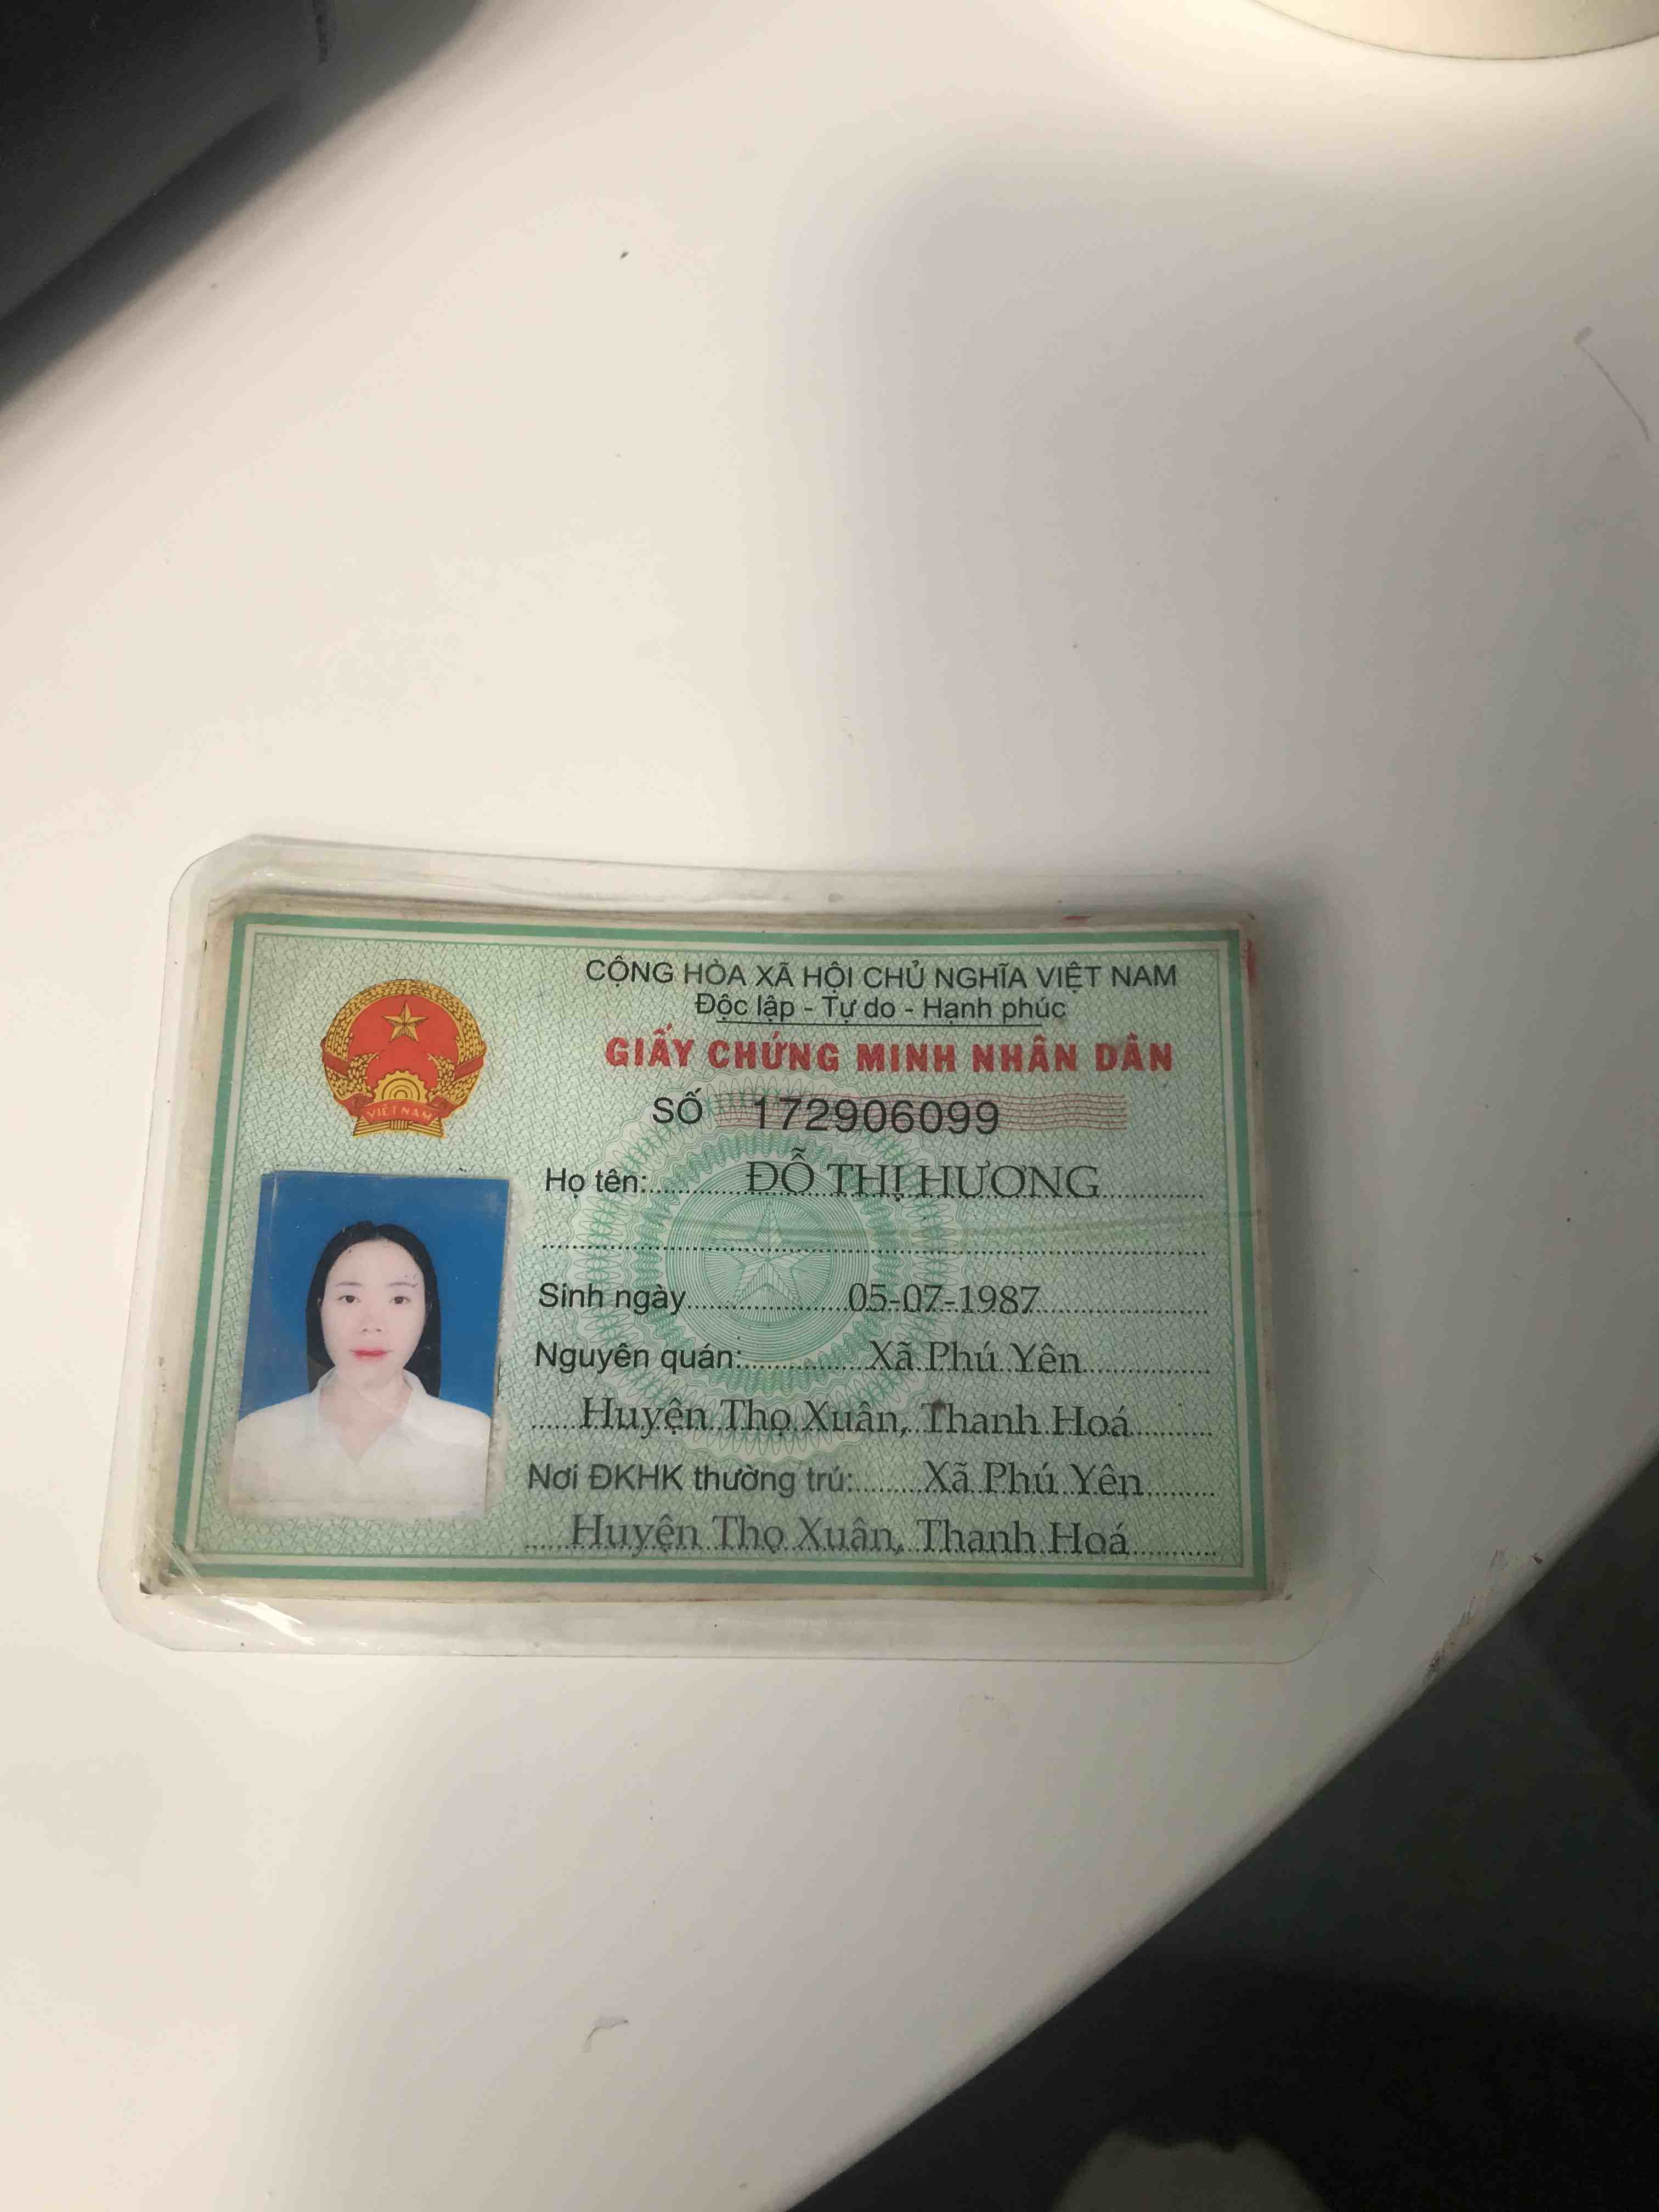 CỘNG HÒA XÃ HỘI CHỦ NGHĨA VIỆT NAM
Độc lập - Tự do - Hạnh phúc
GIẤY CHỨNG MINH NHÂN DÂN
SỐ 172906099
VIỆT NAM
Họ tên: ĐỖ THỊ HƯƠNG
Sinh ngày 05-07-1987
Nguyên quán: Xã Phú Yên
Huyện Thọ Xuân, Thanh Hoá
Nơi ĐKHK thường trú: Xã Phú Yên
Huyện Thọ Xuân, Thanh Hoá